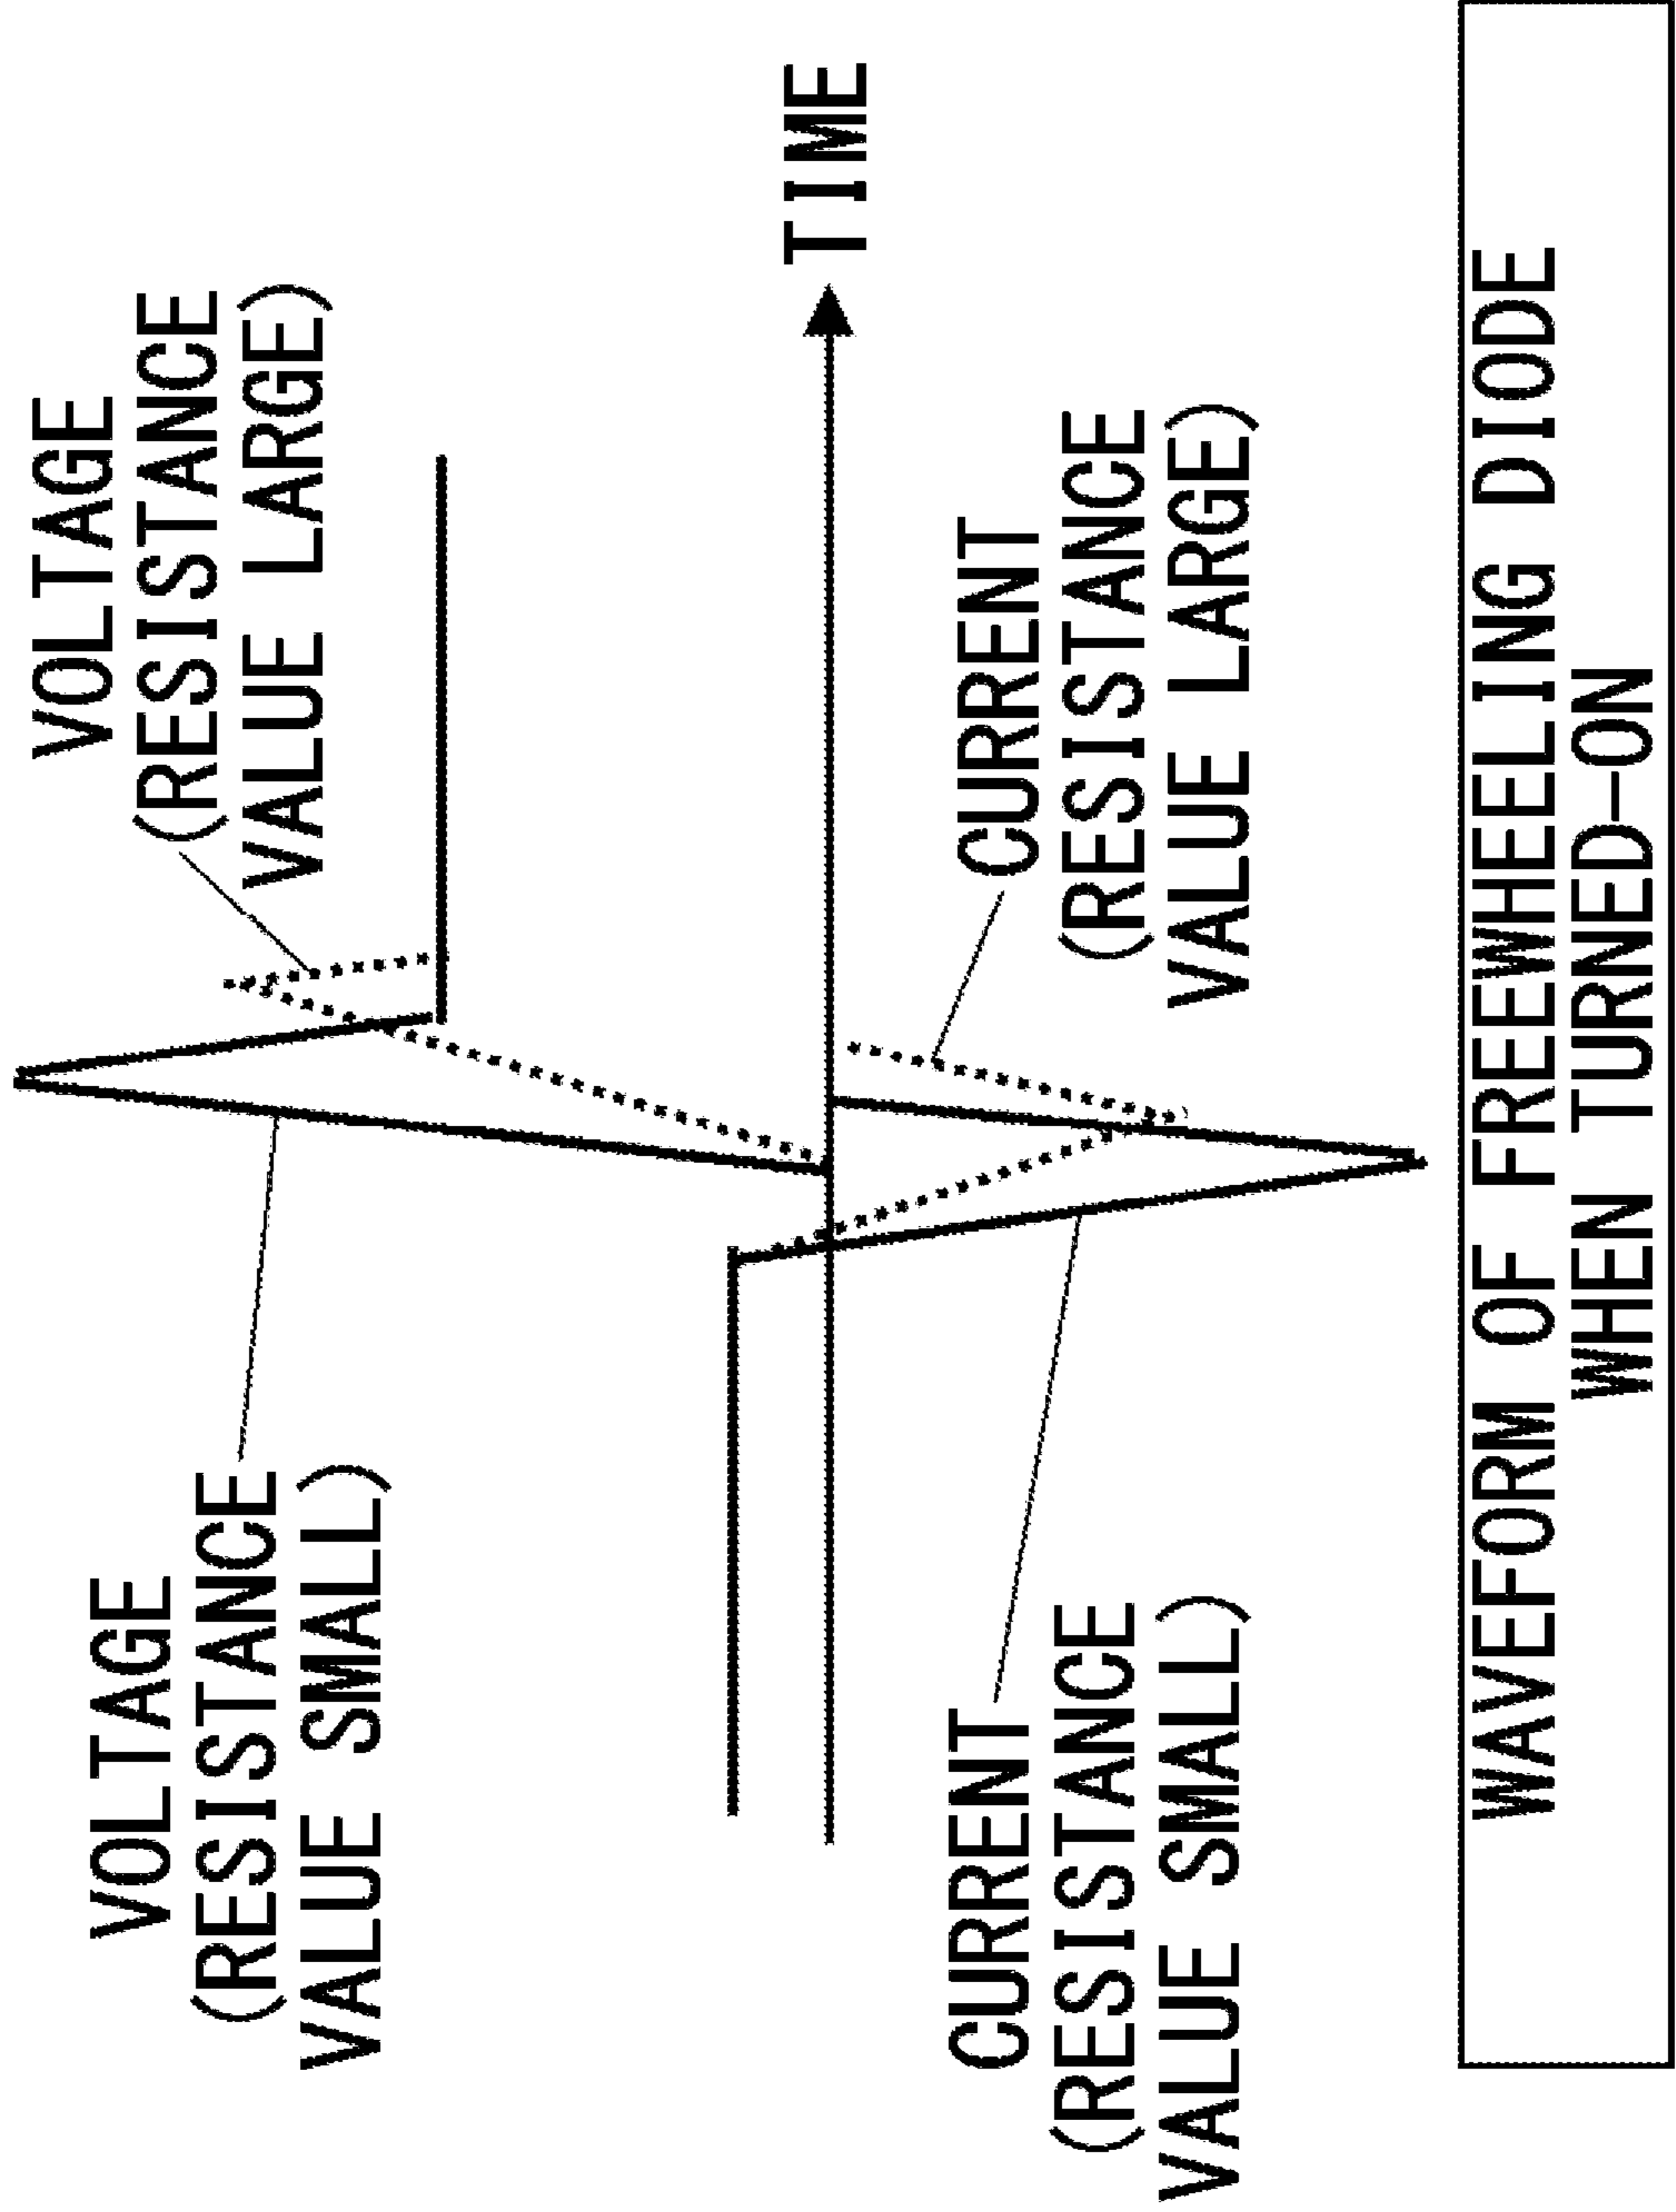 VOLTAGE
(RESISTANCE
VALUE SMALL)
VOLTAGE
(RESISTANCE
VALUE LARGE)
TIME
CURRENT
(RESISTANCE
VALUE SMALL)
CURRENT
(RESISTANCE
VALUE LARGE)
WAVEFORM OF FREEWHEELING DIODE
WHEN TURNED-ON